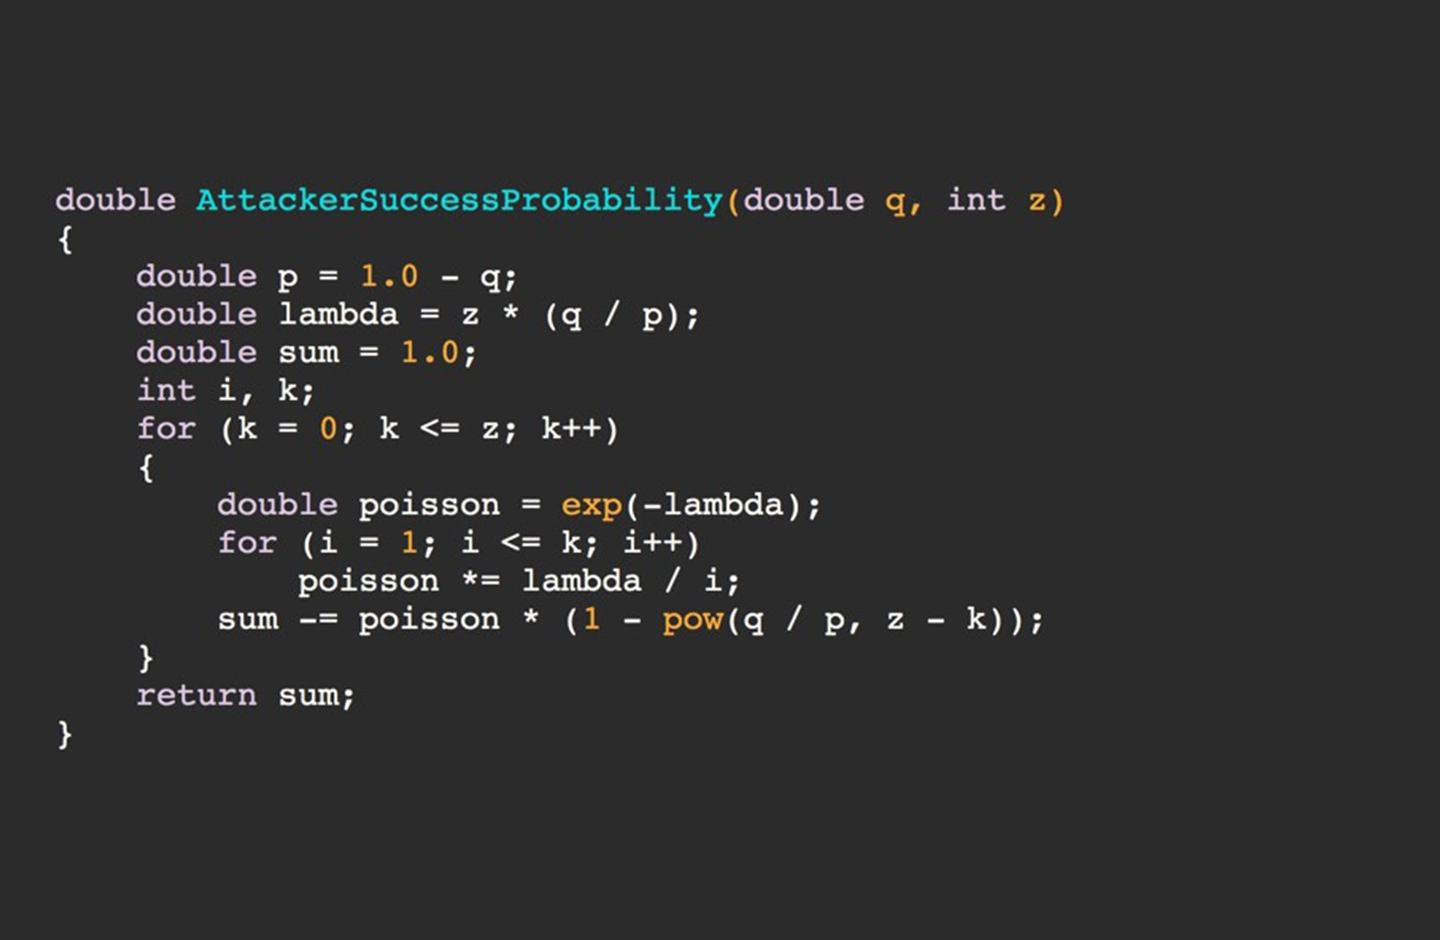 double AttackerSuccessProbability(double q, int z)
{
    double p = 1.0 - q;
    double lambda = z * (q / p);
    double sum = 1.0;
    int i, k;
    for (k = 0; k <= z; k++)
    {
        double poisson = exp(-lambda);
        for (i = 1; i <= k; i++)
            poisson *= lambda / i;
        sum -= poisson * (1 - pow(q / p, z - k));
    }
    return sum;
}